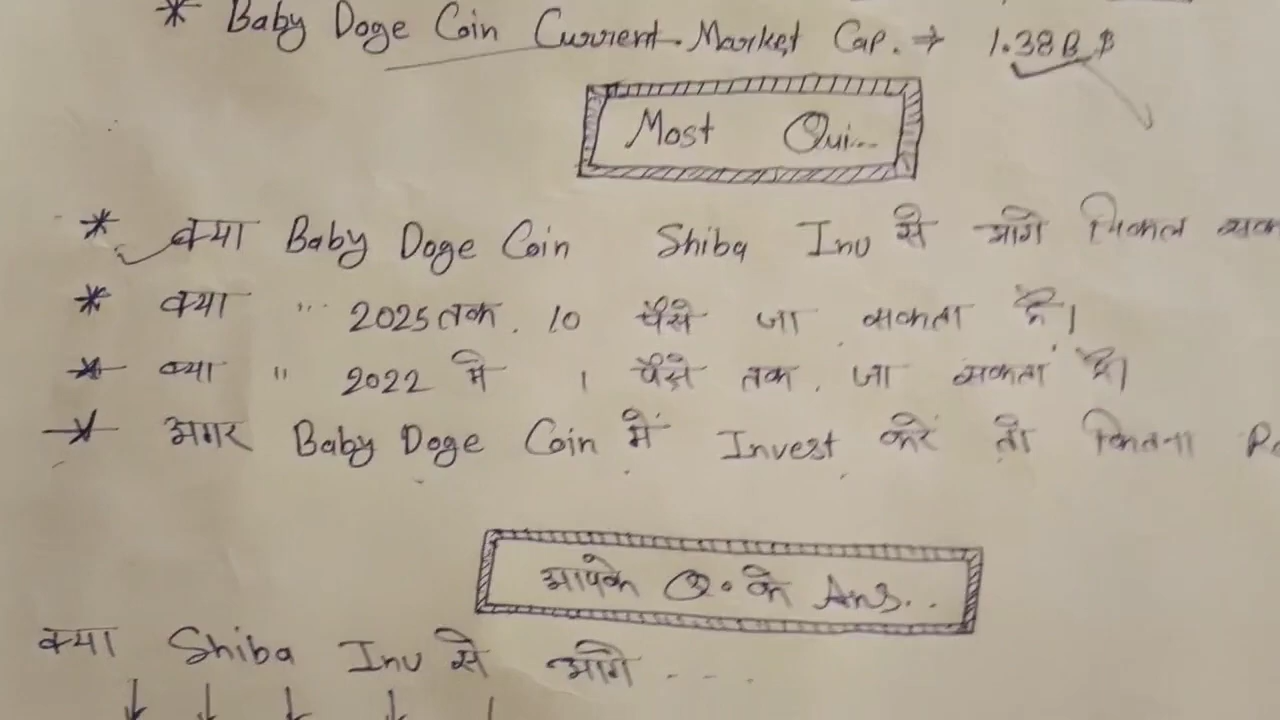 * Baby Doge Coin Current Market Cap. → 1.38B $
Most Qui...
* क्या Baby Doge Coin Shiba Inu से आगे निकल सक
* क्या " 2025 तक. 10 पैसे जा सकता है।
* क्या " 2022 में 1 पैसे तक. जा सकता है।
* अगर Baby Doge Coin में Invest करें तो कितना
आपके Q. के Ans..
क्या Shiba Inu से आगे ....